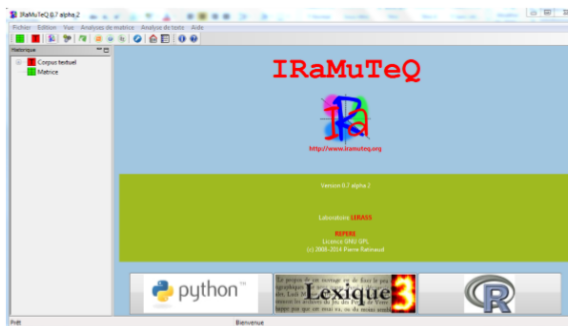 IRaMuTeQ 0.7 alpha 2
Fichier Edition Vue Analyses de matrice Analyse de texte Aide
Historique
Corpus textuel
Matrice
IRaMuTeQ
IRa
http://www.iramuteq.org
Version 0.7 alpha 2
Laboratoire LERASS
REPERE
Licence GNU GPL
(c) 2008-2014 Pierre Ratinaud
python™
Lexique 3
R
Prêt
Bienvenue